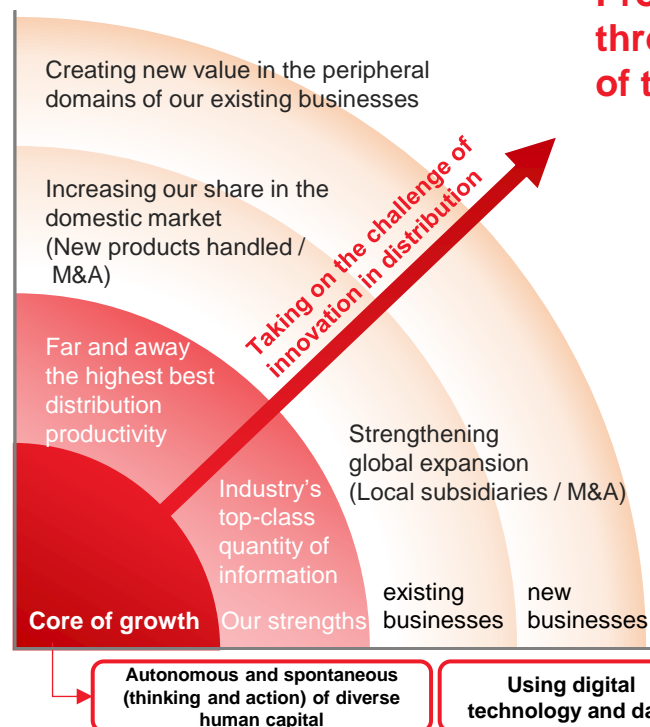 thr
of t
Creating new value in the peripheral
domains of our existing businesses
Taking on the challenge of
innovation in distribution
Increasing our share in the
domestic market
(New products handled /
M&A)
Far and away
the highest best
distribution
productivity
Strengthening
global expansion
(Local subsidiaries / M&A)
Industry's
top-class
quantity of
information
Core of growth
Our strengths
existing
businesses
new
businesses
Autonomous and spontaneous
(thinking and action) of diverse
human capital
Using digital
technology and da